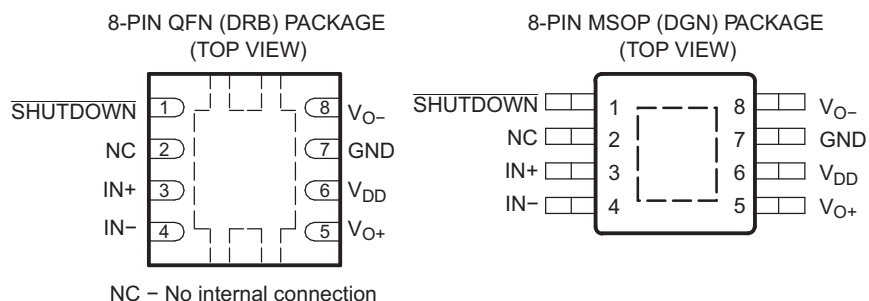 8-PIN QFN (DRB) PACKAGE
(TOP VIEW)
SHUTDOWN 1 8 VO−
NC 2 7 GND
IN+ 3 6 VDD
IN− 4 5 VO+
NC − No internal connection
8-PIN MSOP (DGN) PACKAGE
(TOP VIEW)
SHUTDOWN 1 8 VO−
NC 2 7 GND
IN+ 3 6 VDD
IN− 4 5 VO+